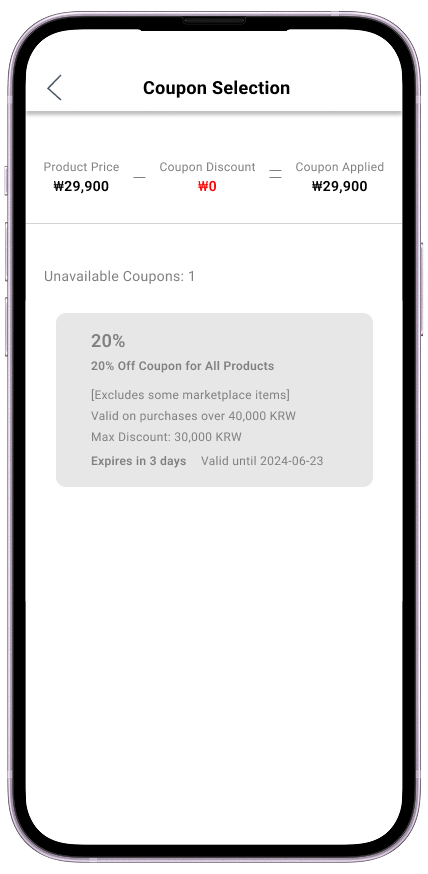 Coupon Selection
Product Price — Coupon Discount = Coupon Applied
₩29,900 ₩0 ₩29,900
Unavailable Coupons: 1
20%
20% Off Coupon for All Products
[Excludes some marketplace items]
Valid on purchases over 40,000 KRW
Max Discount: 30,000 KRW
Expires in 3 days Valid until 2024-06-23